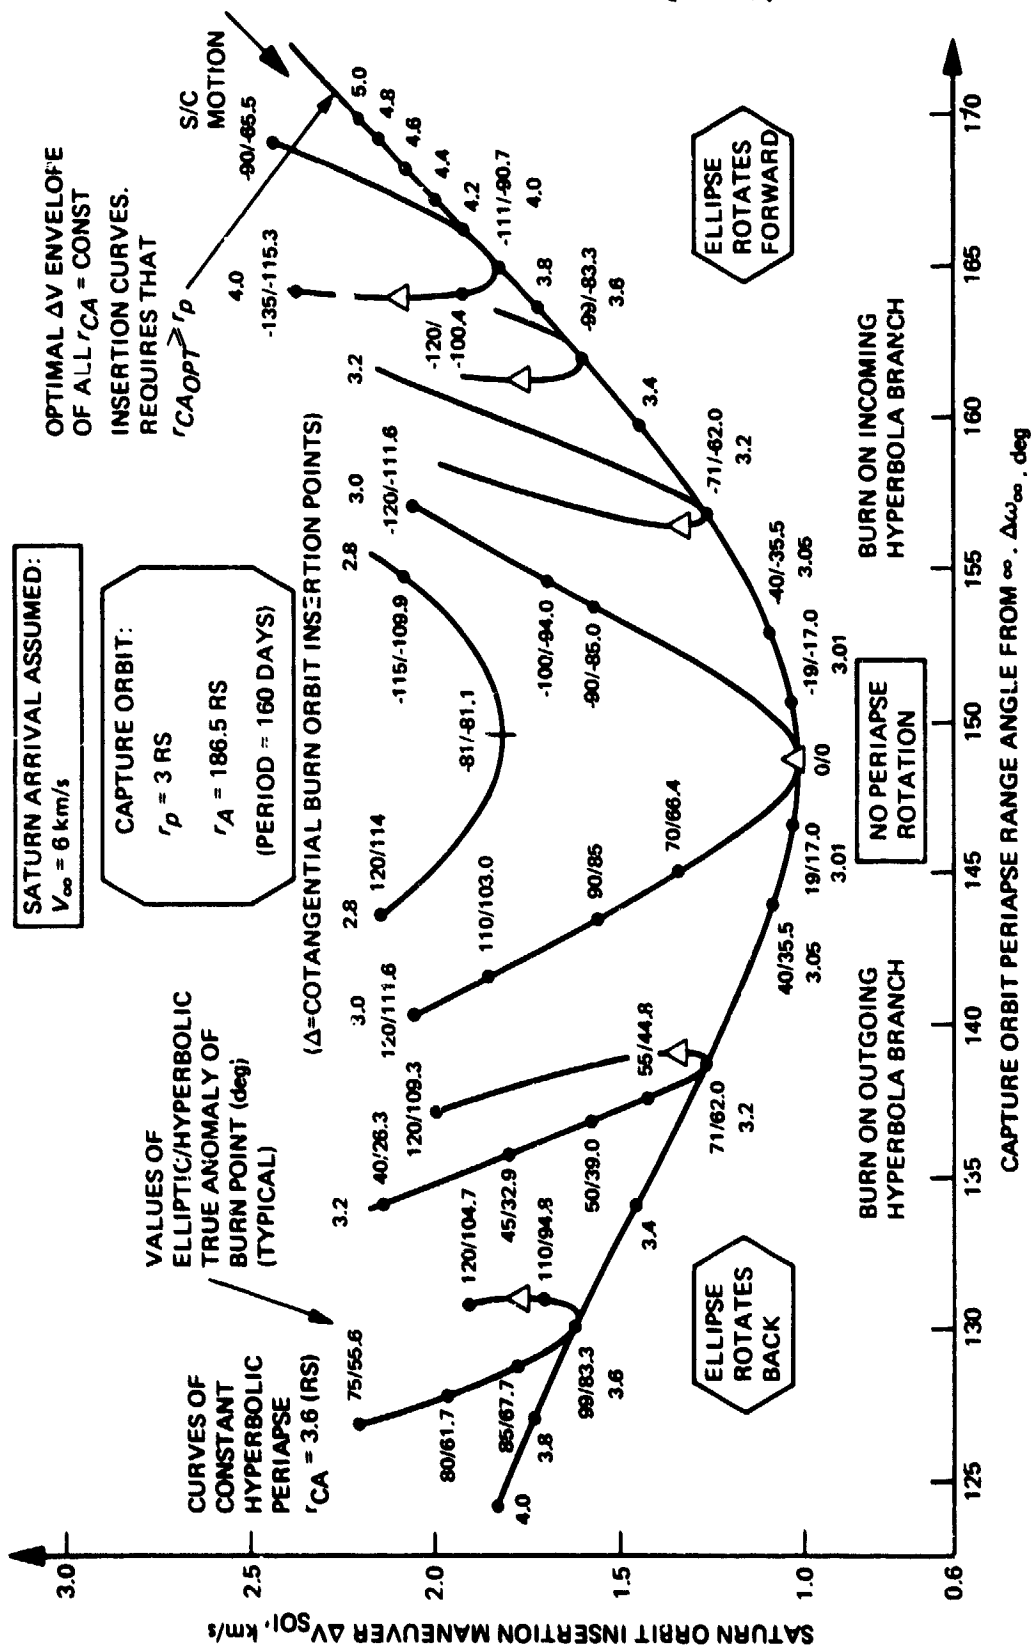 SATURN ARRIVAL ASSUMED:
V∞ = 6 km/s
CAPTURE ORBIT:
rp = 3 RS
rA = 186.5 RS
(PERIOD = 160 DAYS)
(Δ=COTANGENTIAL BURN ORBIT INSERTION POINTS)
OPTIMAL ΔV ENVELOPE
OF ALL rCA = CONST
INSERTION CURVES.
REQUIRES THAT
rCAOPT ≥ rp
S/C
MOTION
VALUES OF
ELLIPTIC/HYPERBOLIC
TRUE ANOMALY OF
BURN POINT (deg)
(TYPICAL)
CURVES OF
CONSTANT
HYPERBOLIC
PERIAPSE
rCA = 3.6 (RS)
75/55.6
80/61.7
85/67.7
99/83.3
3.6
3.8
4.0
120/104.7
110/94.8
3.4
3.2
40/26.3
45/32.9
50/39.0
120/109.3
55/44.8
71/62.0
3.2
3.0
120/111.6
110/103.0
90/85
70/66.4
40/35.5
3.05
19/17.0
3.01
0/0
2.8
120/114
-81/-81.1
2.8
-115/-109.9
3.0
-120/-111.6
-100/-94.0
-90/-85.0
-19/-17.0
3.01
-40/-35.5
3.05
3.2
-71/-62.0
3.2
3.4
-120/
-100.4
-99/-83.3
3.6
3.8
4.0
-135/-115.3
-111/-90.7
4.0
-90/-65.5
4.2
4.4
4.6
4.8
5.0
ELLIPSE
ROTATES
BACK
BURN ON OUTGOING
HYPERBOLA BRANCH
NO PERIAPSE
ROTATION
BURN ON INCOMING
HYPERBOLA BRANCH
ELLIPSE
ROTATES
FORWARD
SATURN ORBIT INSERTION MANEUVER ΔVSOI, km/s
3.0
2.5
2.0
1.5
1.0
0.6
125
130
135
140
145
150
155
160
165
170
CAPTURE ORBIT PERIAPSE RANGE ANGLE FROM ∞, Δω∞, deg